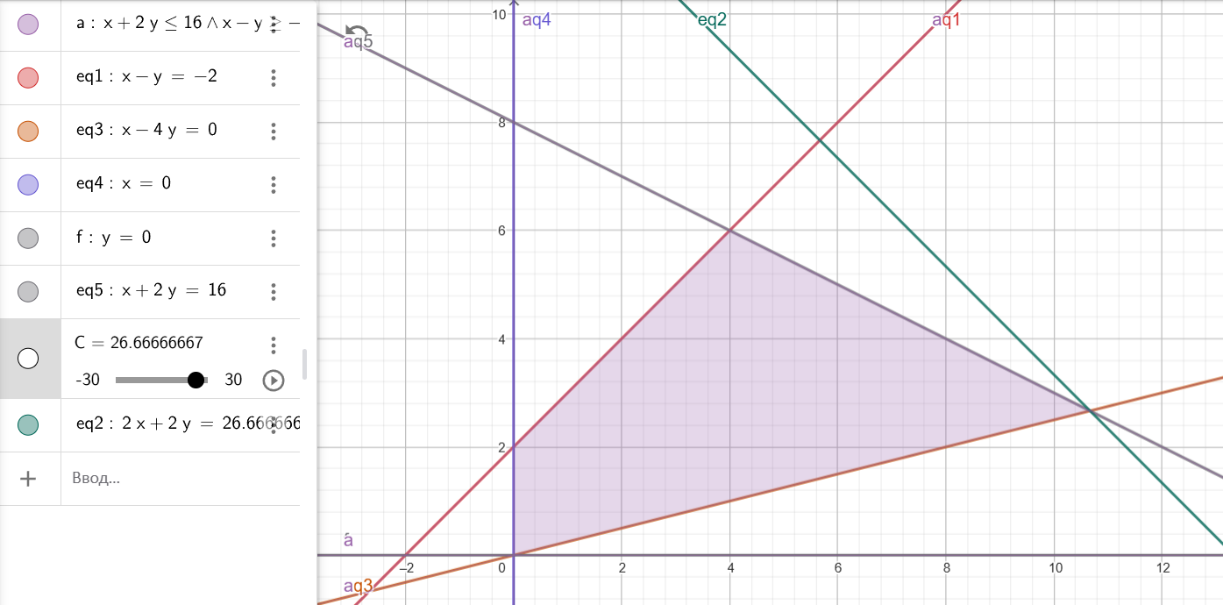 a : x + 2 y ≤ 16 ∧ x − y ≥ −
eq1 : x − y = −2
eq3 : x − 4 y = 0
eq4 : x = 0
f : y = 0
eq5 : x + 2 y = 16
C = 26.66666667
-30 30
eq2 : 2 x + 2 y = 26.666666
+ Ввод...
aq4 eq2 aq1
aq5
a
aq3
10
8
6
4
2
−2 0 2 4 6 8 10 12